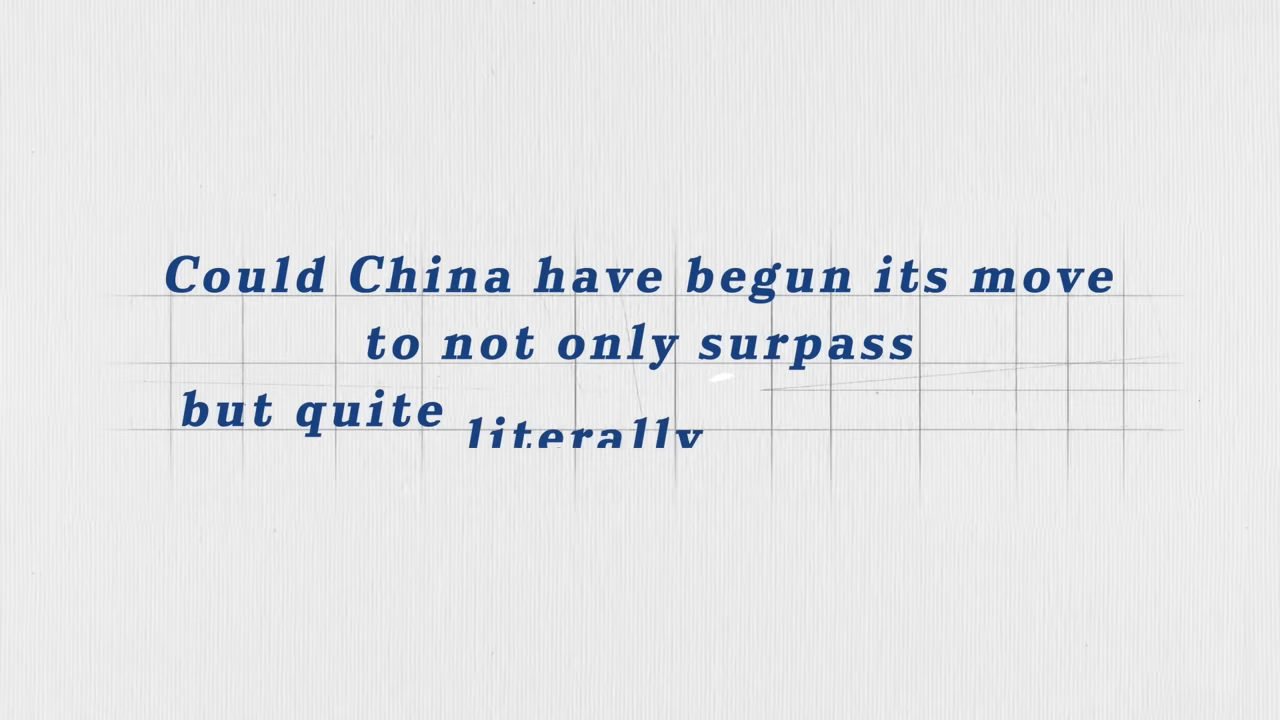 Could China have begun its move
to not only surpass
but quite literally